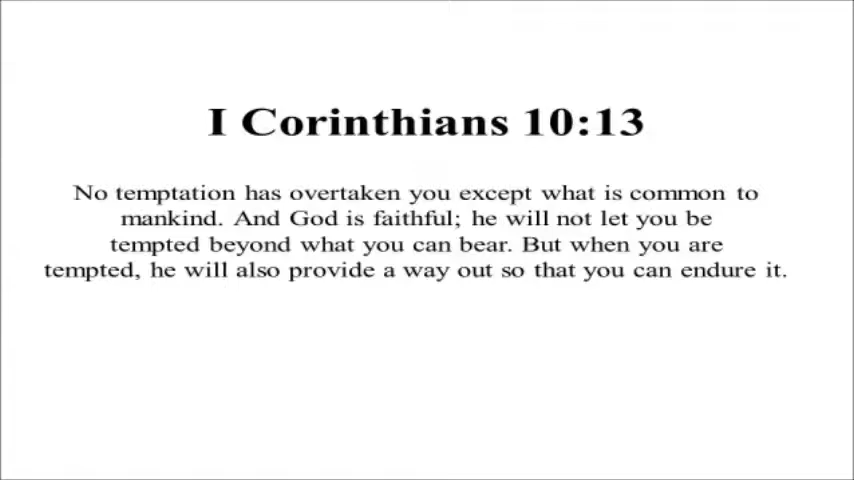 I Corinthians 10:13
No temptation has overtaken you except what is common to
mankind. And God is faithful; he will not let you be
tempted beyond what you can bear. But when you are
tempted, he will also provide a way out so that you can endure it.